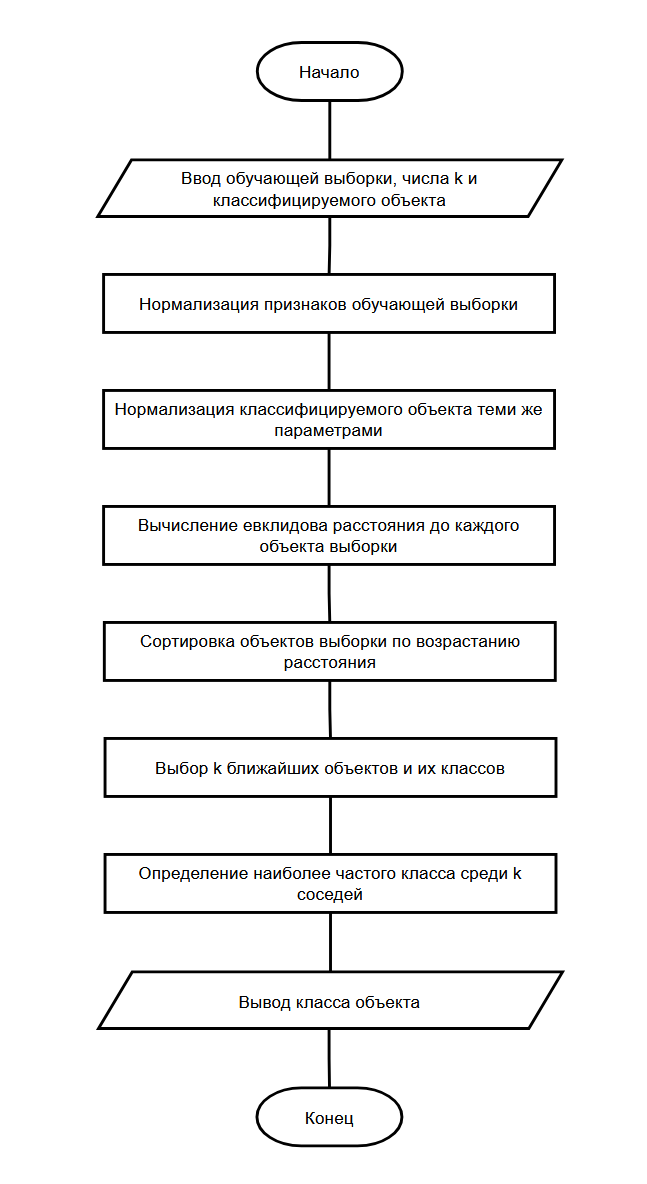 Начало
Ввод обучающей выборки, числа k и
классифицируемого объекта
Нормализация признаков обучающей выборки
Нормализация классифицируемого объекта теми же
параметрами
Вычисление евклидова расстояния до каждого
объекта выборки
Сортировка объектов выборки по возрастанию
расстояния
Выбор k ближайших объектов и их классов
Определение наиболее частого класса среди k
соседей
Вывод класса объекта
Конец